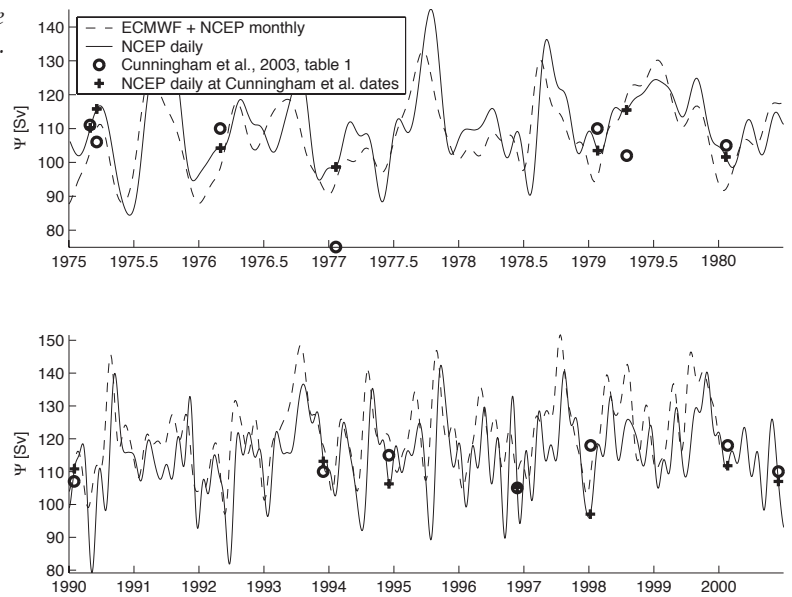 e
.
ECMWF + NCEP monthly
NCEP daily
Cunningham et al., 2003, table 1
NCEP daily at Cunningham et al. dates
140
130
120
110
100
90
80
Ψ [Sv]
1975 1975.5 1976 1976.5 1977 1977.5 1978 1978.5 1979 1979.5 1980
150
140
130
120
110
100
90
80
Ψ [Sv]
1990 1991 1992 1993 1994 1995 1996 1997 1998 1999 2000